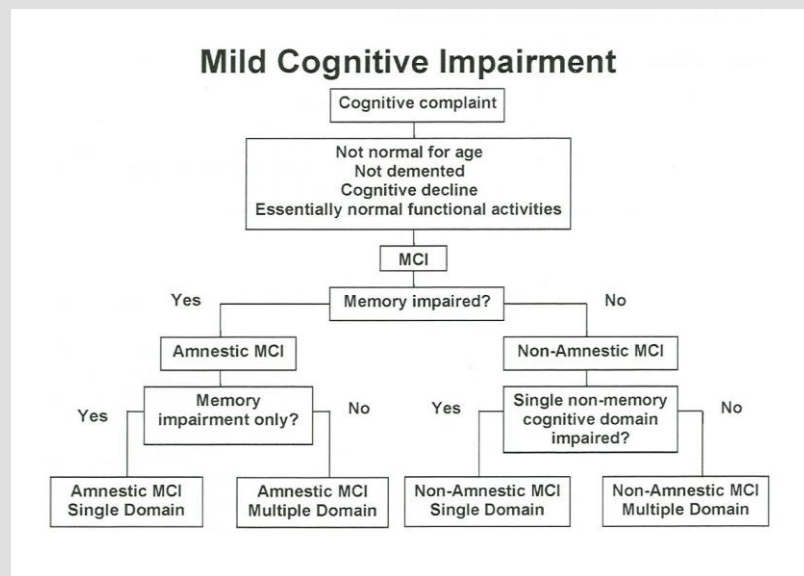 Mild Cognitive Impairment
Cognitive complaint
Not normal for age
Not demented
Cognitive decline
Essentially normal functional activities
MCI
Yes
Memory impaired?
No
Amnestic MCI
Non-Amnestic MCI
Yes
Memory
impairment only?
No
Yes
Single non-memory
cognitive domain
impaired?
No
Amnestic MCI
Single Domain
Amnestic MCI
Multiple Domain
Non-Amnestic MCI
Single Domain
Non-Amnestic MCI
Multiple Domain